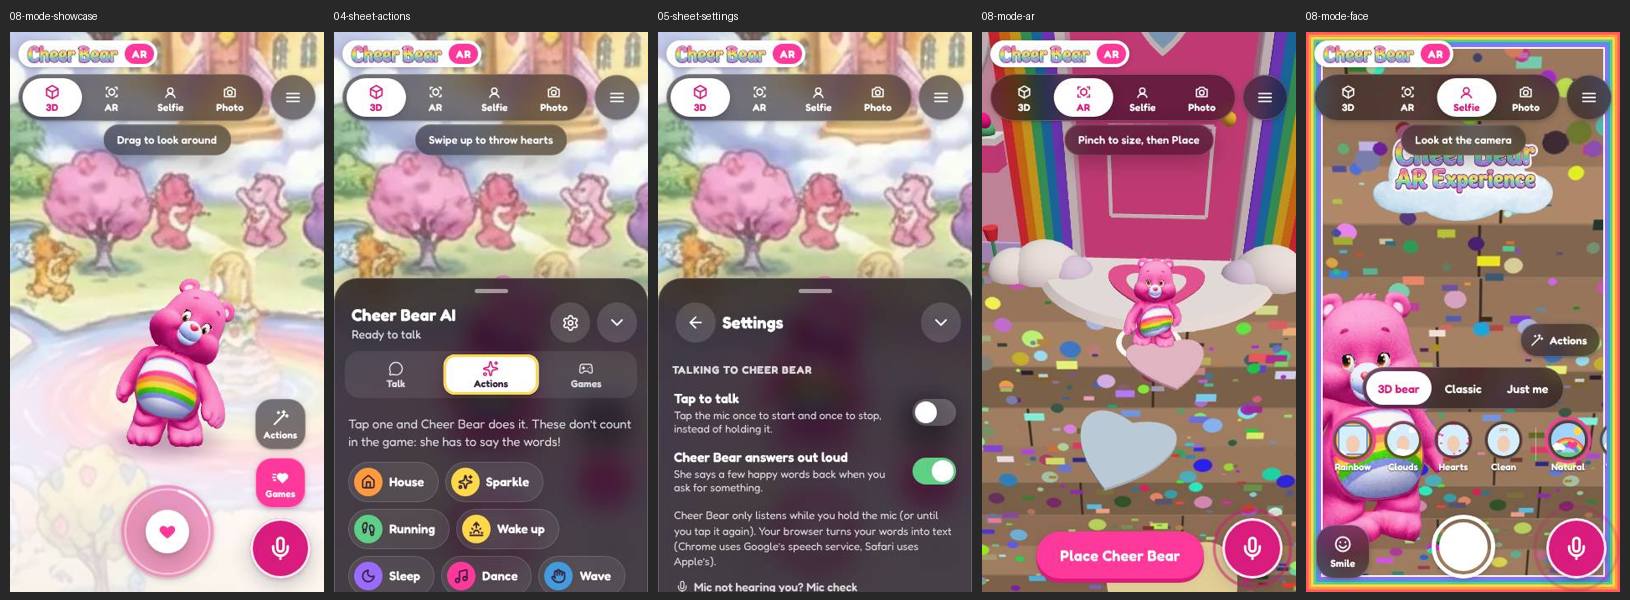 08-mode-showcase
Cheer Bear AR
3D
AR
Selfie
Photo
Drag to look around
Actions
Games
04-sheet-actions
Cheer Bear AR
3D
AR
Selfie
Photo
Swipe up to throw hearts
Cheer Bear AI
Ready to talk
Talk
Actions
Games
Tap one and Cheer Bear does it. These don't count
in the game: she has to say the words!
House
Sparkle
Running
Wake up
Sleep
Dance
Wave
05-sheet-settings
Cheer Bear AR
3D
AR
Selfie
Photo
Swipe up to throw hearts
Settings
TALKING TO CHEER BEAR
Tap to talk
Tap the mic once to start and once to stop,
instead of holding it.
Cheer Bear answers out loud
She says a few happy words back when you
ask for something.
Cheer Bear only listens while you hold the mic (or until
you tap it again). Your browser turns your words into text
(Chrome uses Google's speech service, Safari uses
Apple's).
Mic not hearing you? Mic check
08-mode-ar
Cheer Bear AR
3D
AR
Selfie
Photo
Pinch to size, then Place
Place Cheer Bear
08-mode-face
Cheer Bear AR
3D
AR
Selfie
Photo
Look at the camera
Cheer Bear
AR Experience
Actions
3D bear
Classic
Just me
Rainbow
Clouds
Hearts
Clean
Natural
Smile